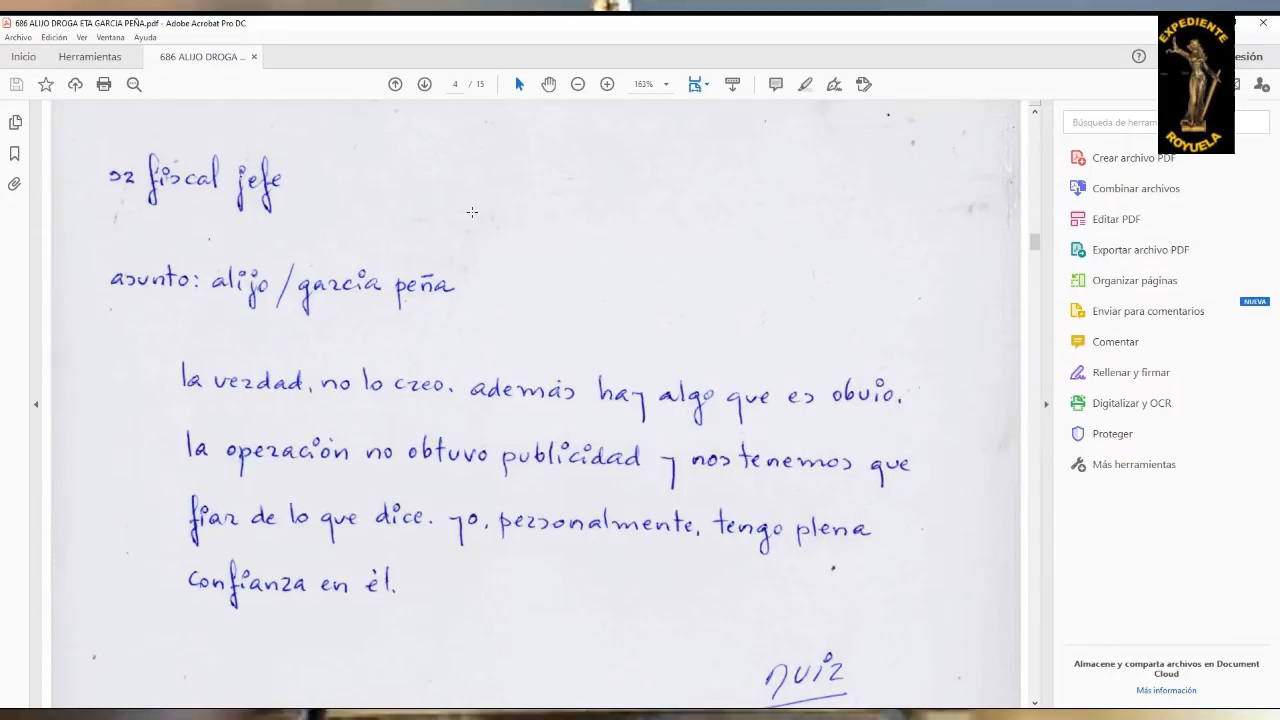 686 ALIJO DROGA ETA GARCIA PEÑA.pdf - Adobe Acrobat Pro DC
Archivo Edición Ver Ventana Ayuda
Inicio Herramientas 686 ALIJO DROGA ... ×
4 / 15 163%
EXPEDIENTE
ROYUELA
Búsqueda de herram
Crear archivo PDF
Combinar archivos
Editar PDF
Exportar archivo PDF
Organizar páginas
NUEVA
Enviar para comentarios
Comentar
Rellenar y firmar
Digitalizar y OCR
Proteger
Más herramientas
Almacene y comparta archivos en Document
Cloud
Más información
sr fiscal jefe
asunto: alijo/garcia peña
la verdad, no lo creo. además hay algo que es obvio.
la operación no obtuvo publicidad y nos tenemos que
fiar de lo que dice. yo, personalmente, tengo plena
confianza en él.
ruiz